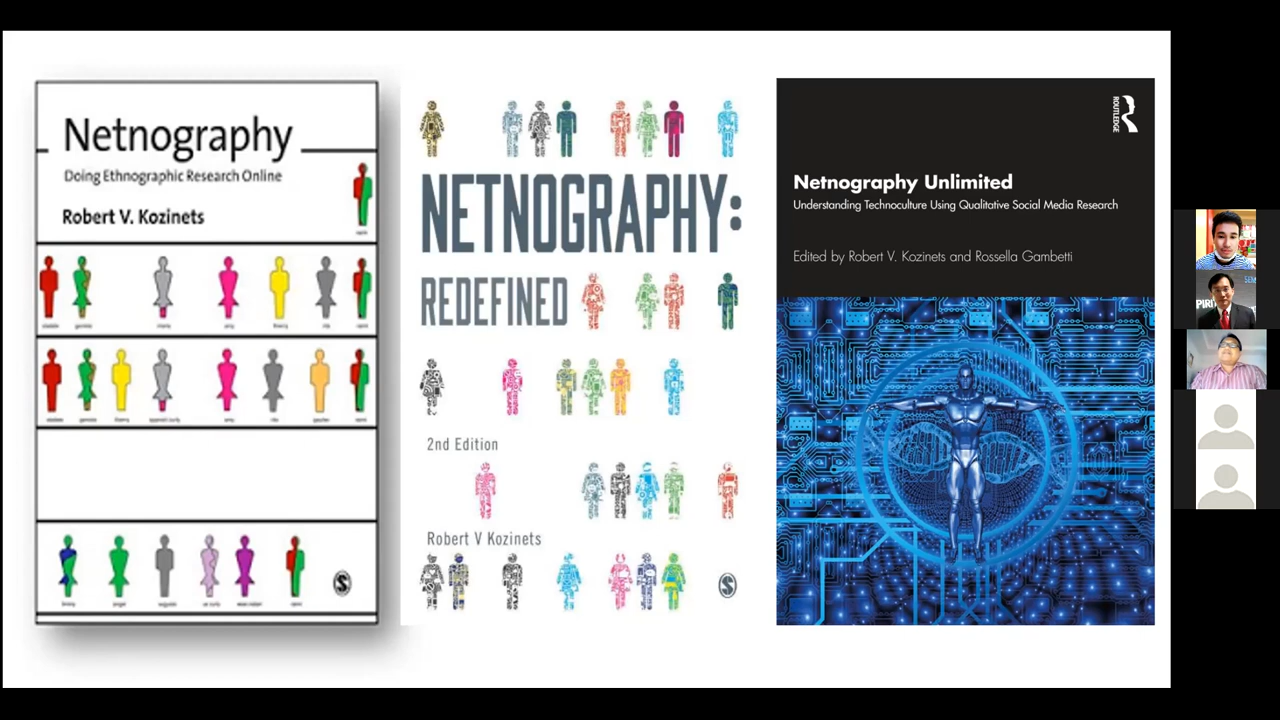 Netnography
Doing Ethnographic Research Online
Robert V. Kozinets
NETNOGRAPHY:
REDEFINED
2nd Edition
Robert V Kozinets
S
S
ROUTLEDGE
R
Netnography Unlimited
Understanding Technoculture Using Qualitative Social Media Research
Edited by Robert V. Kozinets and Rossella Gambetti